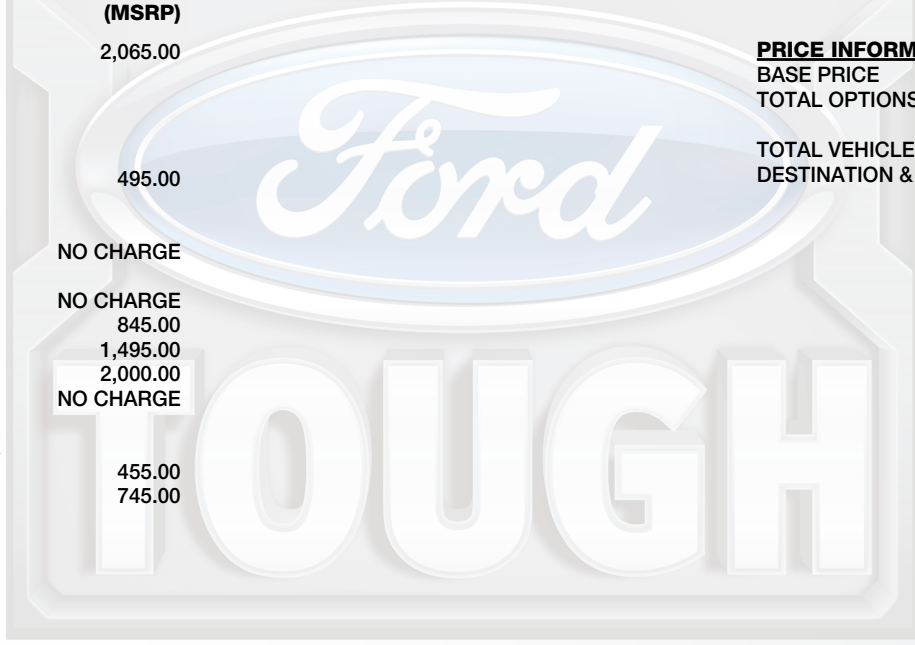 (MSRP)
2,065.00
495.00
NO CHARGE
NO CHARGE
845.00
1,495.00
2,000.00
NO CHARGE
455.00
745.00
PRICE INFORM
BASE PRICE
TOTAL OPTIONS
TOTAL VEHICLE
DESTINATION &
Ford
TOUGH